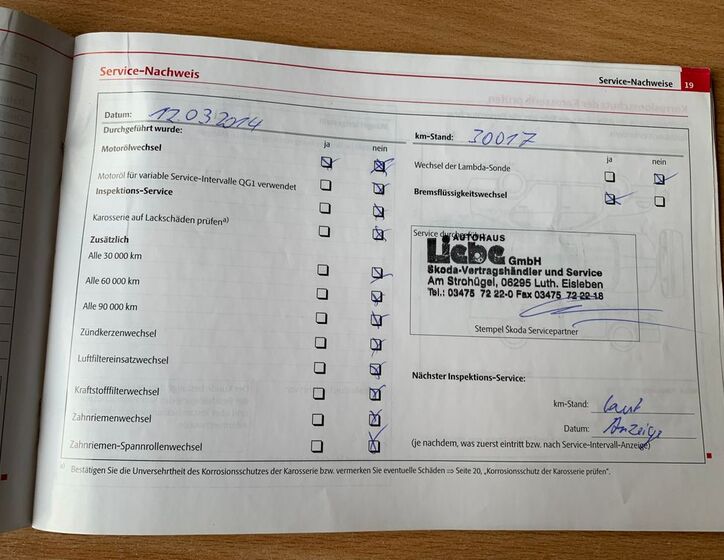 Service-Nachweis
Service-Nachweise 19
Datum: 12.03.2014
km-Stand: 30017
Durchgeführt wurde:
ja nein
Motorölwechsel
Motoröl für variable Service-Intervalle QG1 verwendet
Inspektions-Service
Karosserie auf Lackschäden prüfen a)
Zusätzlich
Alle 30 000 km
Alle 60 000 km
Alle 90 000 km
Zündkerzenwechsel
Luftfiltereinsatzwechsel
Kraftstofffilterwechsel
Zahnriemenwechsel
Zahnriemen-Spannrollenwechsel
ja nein
Wechsel der Lambda-Sonde
Bremsflüssigkeitswechsel
Service durchgeführt
AUTOHAUS
Liebe GmbH
Skoda-Vertragshändler und Service
Am Strohügel, 06295 Luth. Eisleben
Tel.: 03475 72 22-0 Fax 03475 72 22 18
Stempel Škoda Servicepartner
Nächster Inspektions-Service:
km-Stand: laut
Datum: Anzeige
(je nachdem, was zuerst eintritt bzw. nach Service-Intervall-Anzeige)
a) Bestätigen Sie die Unversehrtheit des Korrosionsschutzes der Karosserie bzw. vermerken Sie eventuelle Schäden ⇒ Seite 20, „Korrosionsschutz der Karosserie prüfen“.